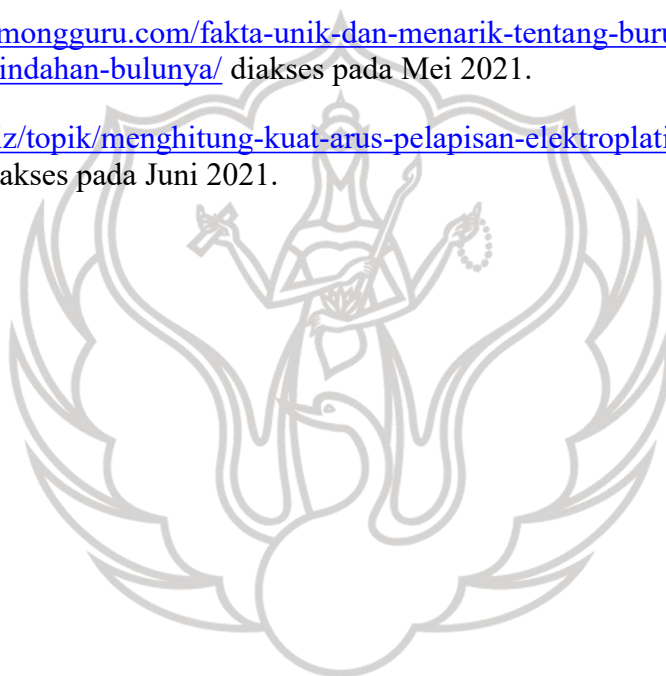 mongguru.com/fakta-unik-dan-menarik-tentang-buru
indahan-bulunya/ diakses pada Mei 2021.
iz/topik/menghitung-kuat-arus-pelapisan-elektroplati
akses pada Juni 2021.